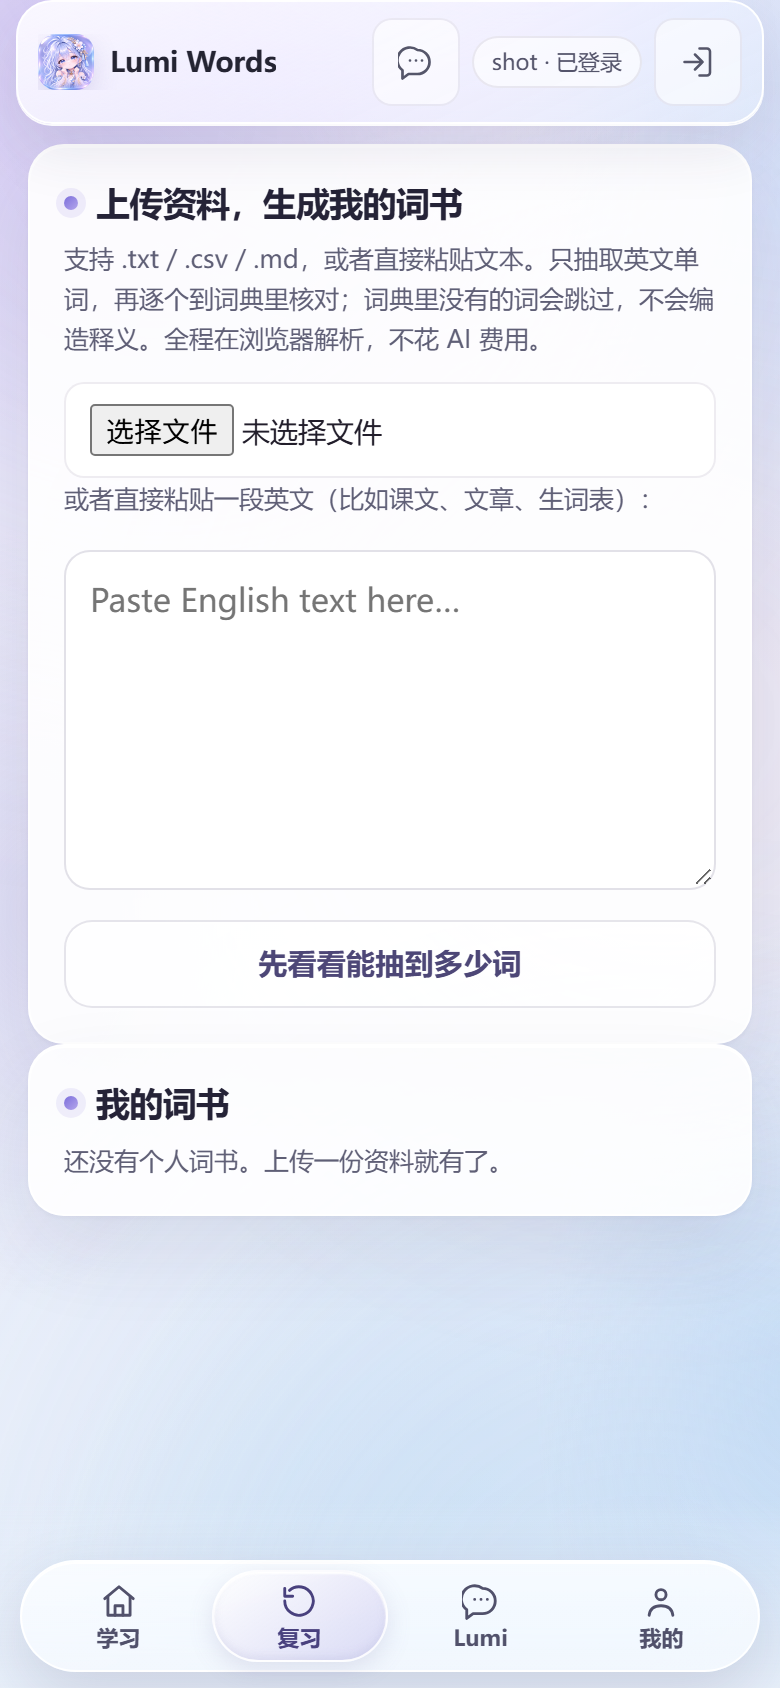 Lumi Words
shot · 已登录
上传资料，生成我的词书
支持 .txt / .csv / .md，或者直接粘贴文本。只抽取英文单
词，再逐个到词典里核对；词典里没有的词会跳过，不会编
造释义。全程在浏览器解析，不花 AI 费用。
选择文件 未选择文件
或者直接粘贴一段英文（比如课文、文章、生词表）：
Paste English text here...
先看看能抽到多少词
我的词书
还没有个人词书。上传一份资料就有了。
学习
复习
Lumi
我的